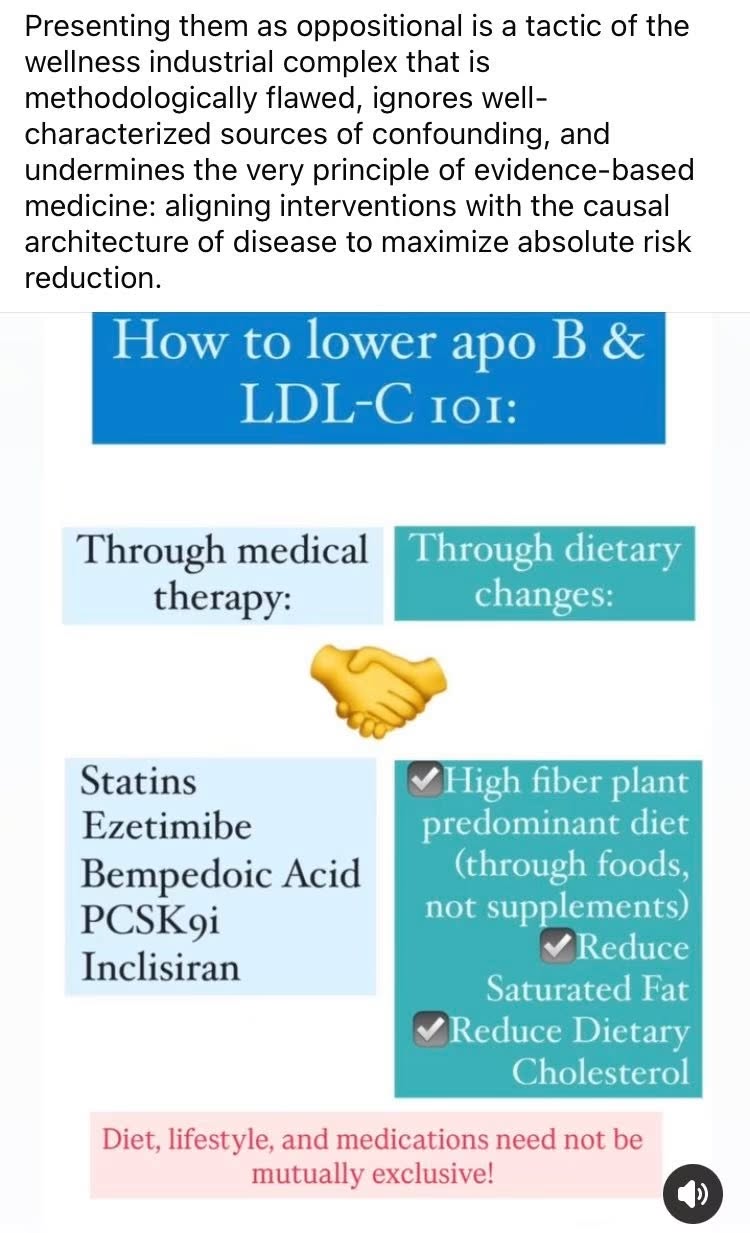 Presenting them as oppositional is a tactic of the
wellness industrial complex that is
methodologically flawed, ignores well-
characterized sources of confounding, and
undermines the very principle of evidence-based
medicine: aligning interventions with the causal
architecture of disease to maximize absolute risk
reduction.
How to lower apo B &
LDL-C 101:
Through medical
therapy:
Through dietary
changes:
Statins
Ezetimibe
Bempedoic Acid
PCSK9i
Inclisiran
High fiber plant
predominant diet
(through foods,
not supplements)
Reduce
Saturated Fat
Reduce Dietary
Cholesterol
Diet, lifestyle, and medications need not be
mutually exclusive!